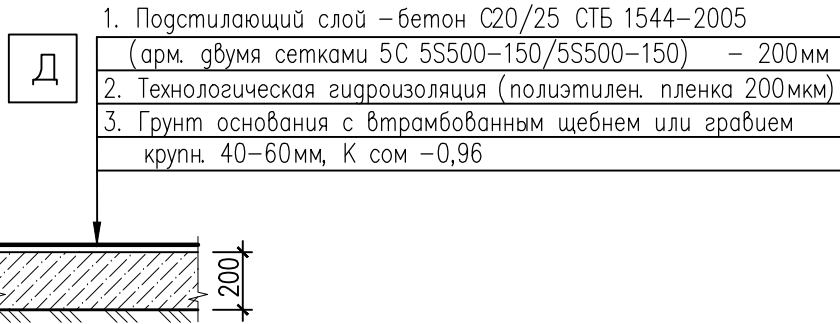 1. Подстилающий слой -бетон С20/25 СТБ 1544-2005
Д
(арм. двумя сетками 5С 5S500-150/5S500-150) - 200мм
2. Технологическая гидроизоляция (полиэтилен. пленка 200мкм)
3. Грунт основания с втрамбованным щебнем или гравием
крупн. 40-60мм, К сом -0,96
200